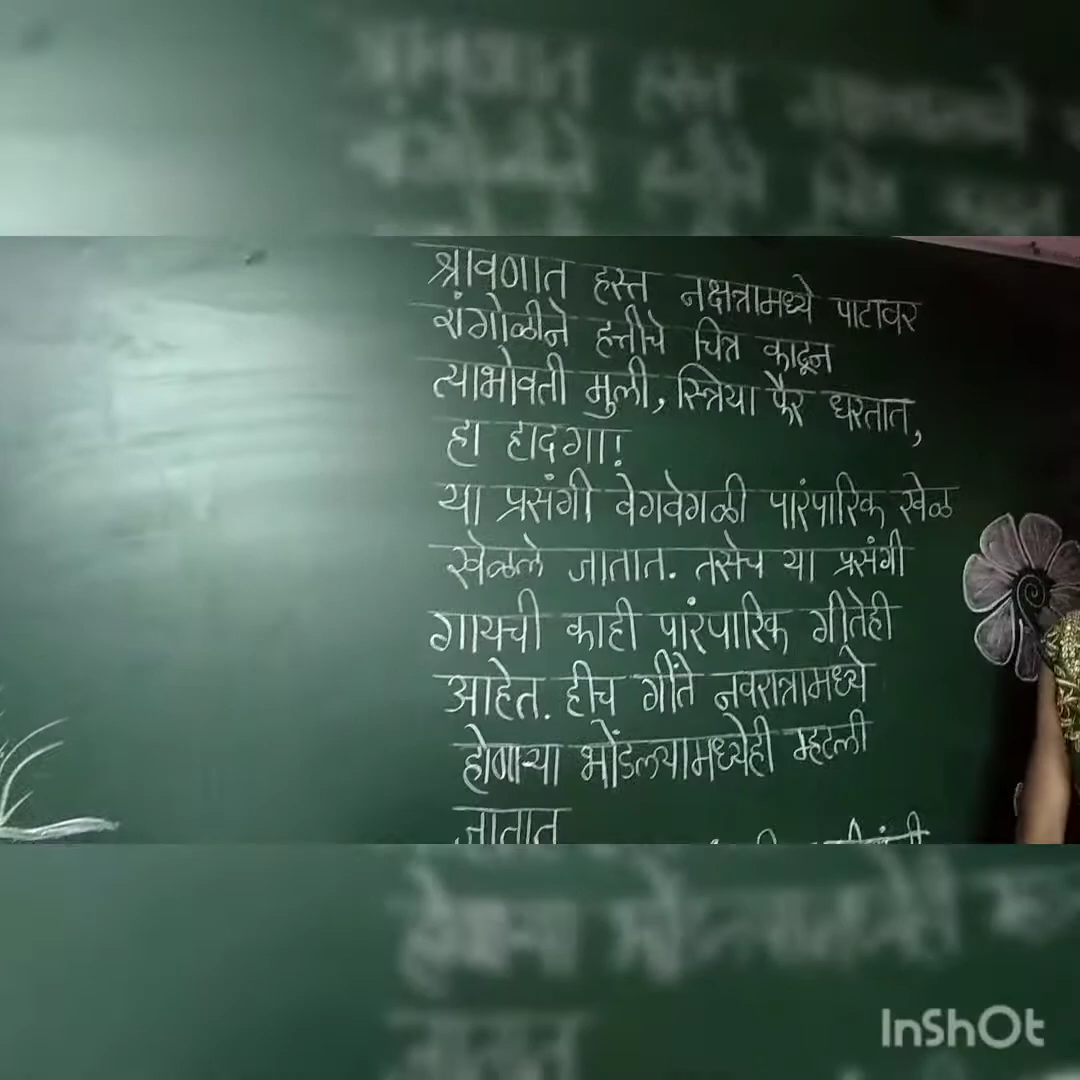 श्रावणात हस्त नक्षत्रामध्ये पाटावर
रांगोळीने हत्तीचे चित्र काढून
त्याभोवती मुली, स्त्रिया फेर धरतात,
हा हादगा!
या प्रसंगी वेगवेगळी पारंपारिक खेळ
खेळले जातात. तसेच या प्रसंगी
गायची काही पारंपारिक गीतेही
आहेत. हीच गीते नवरात्रामध्ये
होणाऱ्या भोंडल्यामध्येही म्हटली
जातात
InShOt